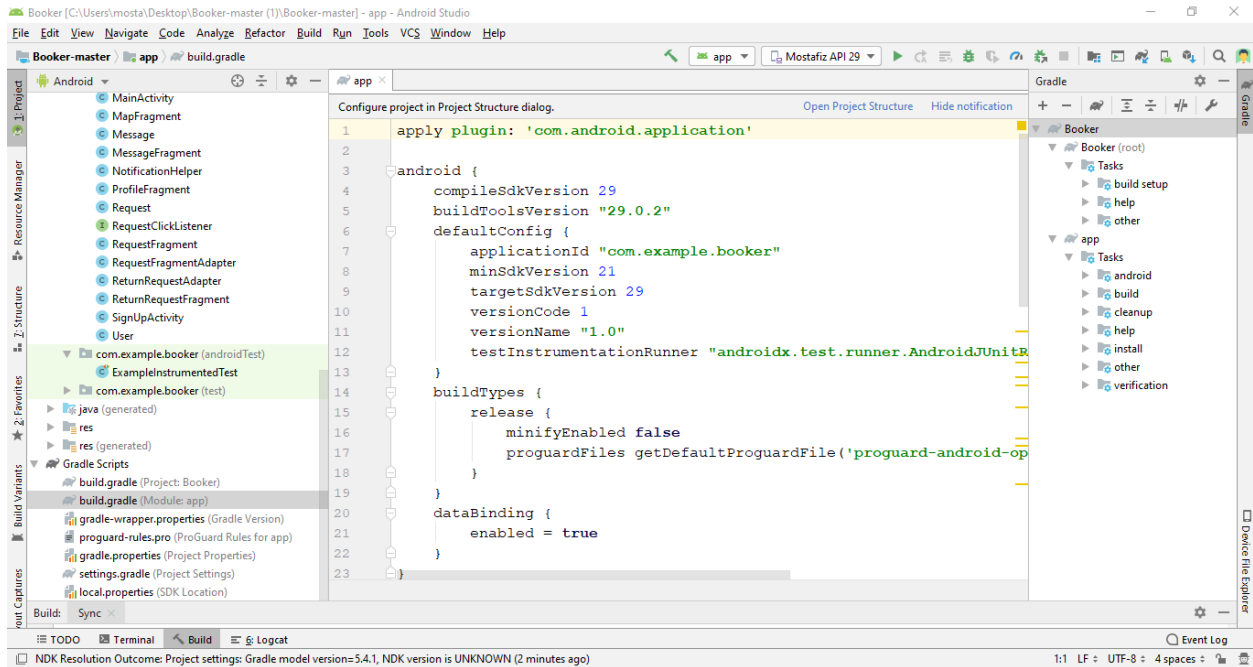 Booker [C:\Users\mosta\Desktop\Booker-master (1)\Booker-master] - app - Android Studio
File Edit View Navigate Code Analyze Refactor Build Run Tools VCS Window Help
Booker-master app build.gradle
app Mostafiz API 29
1: Project
Resource Manager
7: Structure
2: Favorites
Build Variants
out Captures
Android
MainActivity
MapFragment
Message
MessageFragment
NotificationHelper
ProfileFragment
Request
RequestClickListener
RequestFragment
RequestFragmentAdapter
ReturnRequestAdapter
ReturnRequestFragment
SignUpActivity
User
com.example.booker (androidTest)
ExampleInstrumentedTest
com.example.booker (test)
java (generated)
res
res (generated)
Gradle Scripts
build.gradle (Project: Booker)
build.gradle (Module: app)
gradle-wrapper.properties (Gradle Version)
proguard-rules.pro (ProGuard Rules for app)
gradle.properties (Project Properties)
settings.gradle (Project Settings)
local.properties (SDK Location)
app
Configure project in Project Structure dialog. Open Project Structure Hide notification
1 apply plugin: 'com.android.application'
2
3 android {
4 compileSdkVersion 29
5 buildToolsVersion "29.0.2"
6 defaultConfig {
7 applicationId "com.example.booker"
8 minSdkVersion 21
9 targetSdkVersion 29
10 versionCode 1
11 versionName "1.0"
12 testInstrumentationRunner "androidx.test.runner.AndroidJUnitR
13 }
14 buildTypes {
15 release {
16 minifyEnabled false
17 proguardFiles getDefaultProguardFile('proguard-android-op
18 }
19 }
20 dataBinding {
21 enabled = true
22 }
23 }
Gradle
Booker
Booker (root)
Tasks
build setup
help
other
app
Tasks
android
build
cleanup
help
install
other
verification
Gradle
Device File Explorer
Build: Sync
TODO Terminal Build 6: Logcat Event Log
NDK Resolution Outcome: Project settings: Gradle model version=5.4.1, NDK version is UNKNOWN (2 minutes ago) 1:1 LF UTF-8 4 spaces